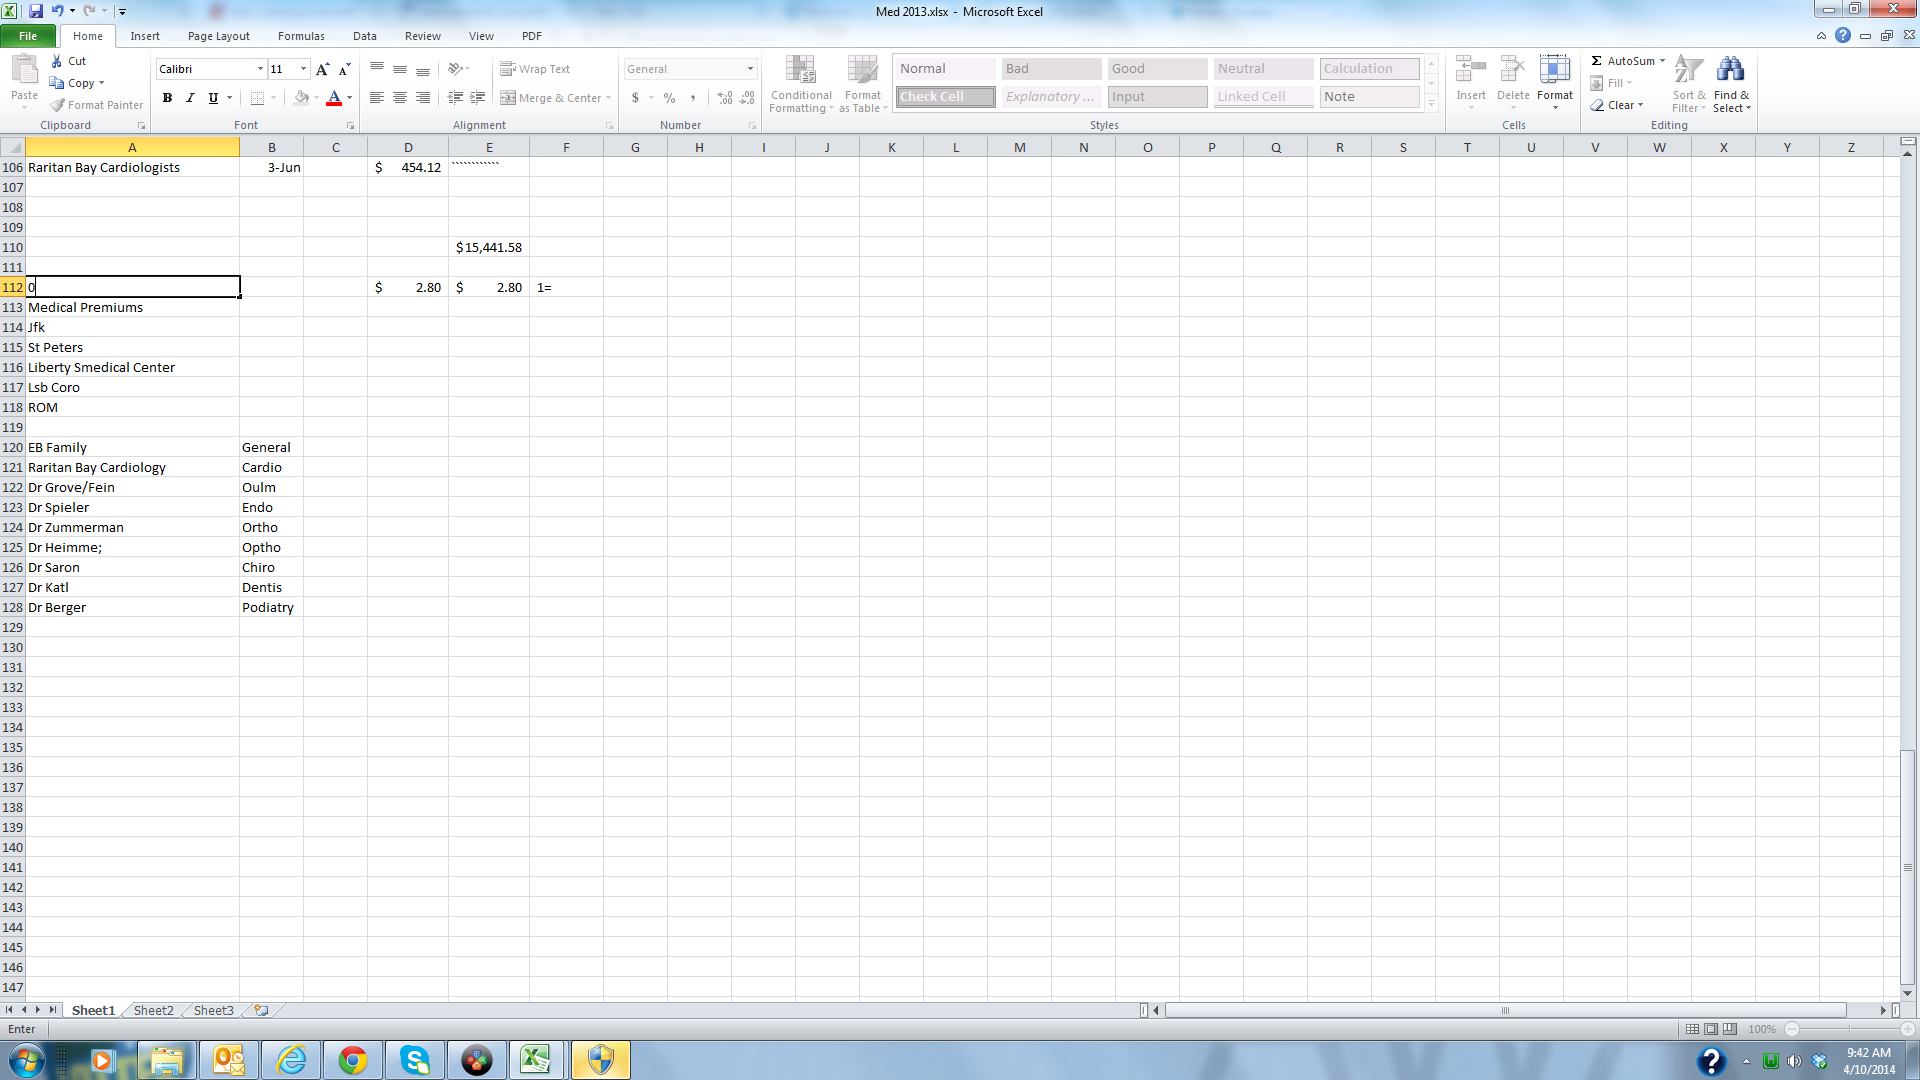 Med 2013.xlsx - Microsoft Excel
File Home Insert Page Layout Formulas Data Review View PDF
Paste Cut Copy Format Painter Clipboard
Calibri 11 A A B I U A Font
Wrap Text Merge & Center Alignment
General $ % , .0 .00 .00 .0 Number
Conditional Formatting Format as Table
Normal Bad Good Neutral Calculation
Check Cell Explanatory ... Input Linked Cell Note
Styles
Insert Delete Format Cells
Σ AutoSum Fill Clear Sort & Filter Find & Select Editing
A B C D E F G H I J K L M N O P Q R S T U V W X Y Z
106 Raritan Bay Cardiologists 3-Jun $ 454.12 ````````````
107
108
109
110 $15,441.58
111
112 0 $ 2.80 $ 2.80 1=
113 Medical Premiums
114 Jfk
115 St Peters
116 Liberty Smedical Center
117 Lsb Coro
118 ROM
119
120 EB Family General
121 Raritan Bay Cardiology Cardio
122 Dr Grove/Fein Oulm
123 Dr Spieler Endo
124 Dr Zummerman Ortho
125 Dr Heimme; Optho
126 Dr Saron Chiro
127 Dr Katl Dentis
128 Dr Berger Podiatry
129
130
131
132
133
134
135
136
137
138
139
140
141
142
143
144
145
146
147
Sheet1 Sheet2 Sheet3
Enter 100%
9:42 AM
4/10/2014